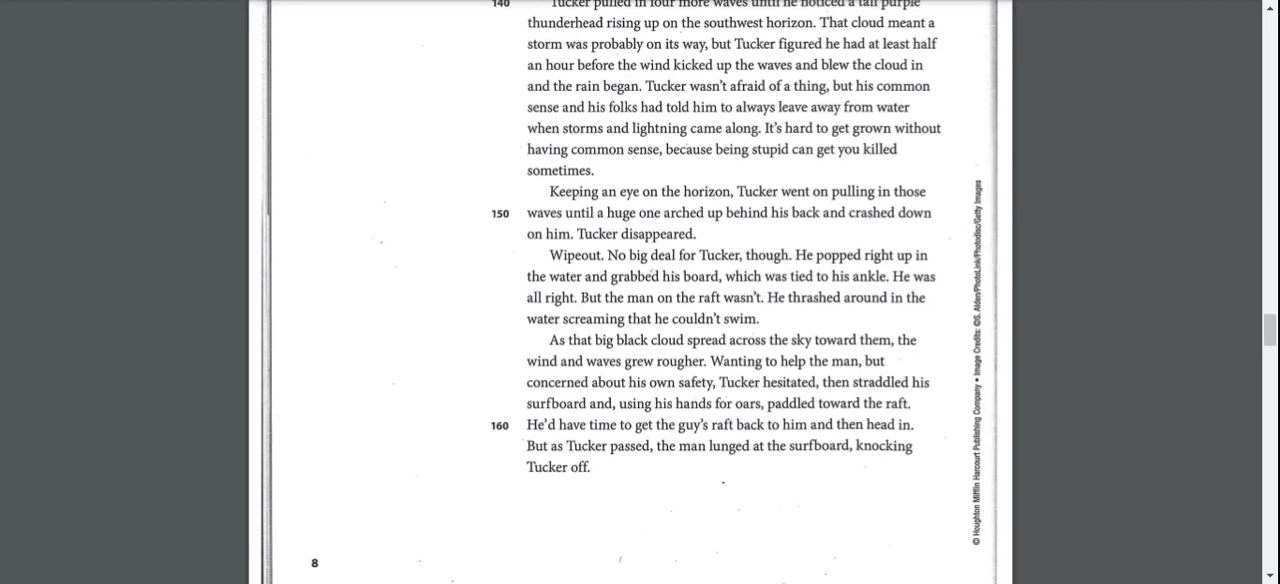 140 Tucker pulled in four more waves until he noticed a tall purple
thunderhead rising up on the southwest horizon. That cloud meant a
storm was probably on its way, but Tucker figured he had at least half
an hour before the wind kicked up the waves and blew the cloud in
and the rain began. Tucker wasn't afraid of a thing, but his common
sense and his folks had told him to always leave away from water
when storms and lightning came along. It's hard to get grown without
having common sense, because being stupid can get you killed
sometimes.
Keeping an eye on the horizon, Tucker went on pulling in those
150 waves until a huge one arched up behind his back and crashed down
on him. Tucker disappeared.
Wipeout. No big deal for Tucker, though. He popped right up in
the water and grabbed his board, which was tied to his ankle. He was
all right. But the man on the raft wasn't. He thrashed around in the
water screaming that he couldn't swim.
As that big black cloud spread across the sky toward them, the
wind and waves grew rougher. Wanting to help the man, but
concerned about his own safety, Tucker hesitated, then straddled his
surfboard and, using his hands for oars, paddled toward the raft.
160 He'd have time to get the guy's raft back to him and then head in.
But as Tucker passed, the man lunged at the surfboard, knocking
Tucker off.
© Houghton Mifflin Harcourt Publishing Company • Image Credits: ©S. Alden/PhotoLink/Photodisc/Getty Images
8